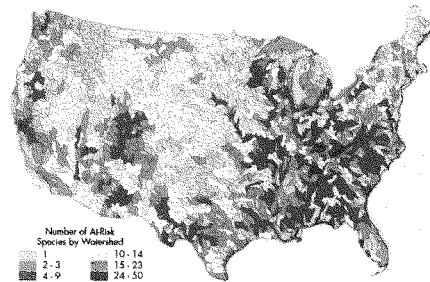 Number of At-Risk
Species by Watershed
1
2 - 3
4 - 9
10 - 14
15 - 23
24 - 50